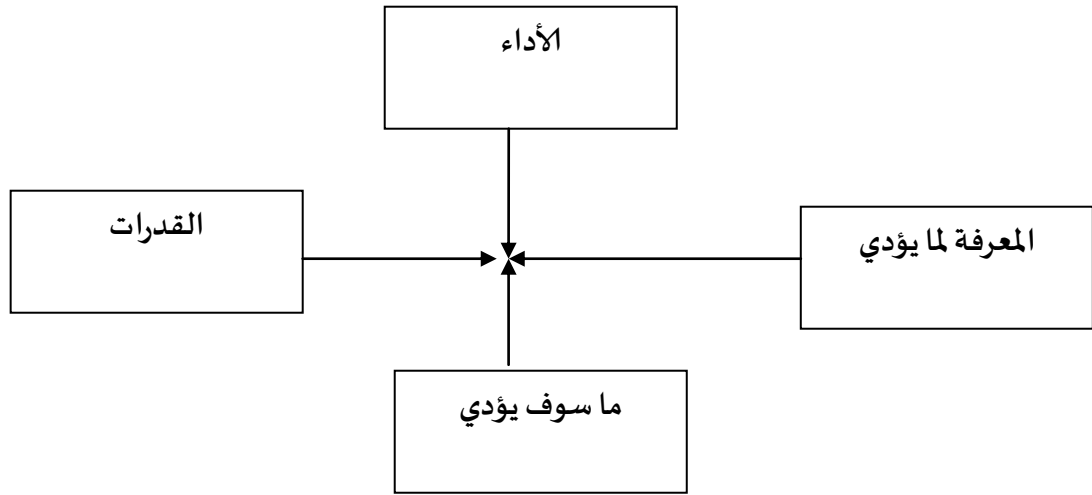 الأداء
المعرفة لما يؤدي
القدرات
ما سوف يؤدي